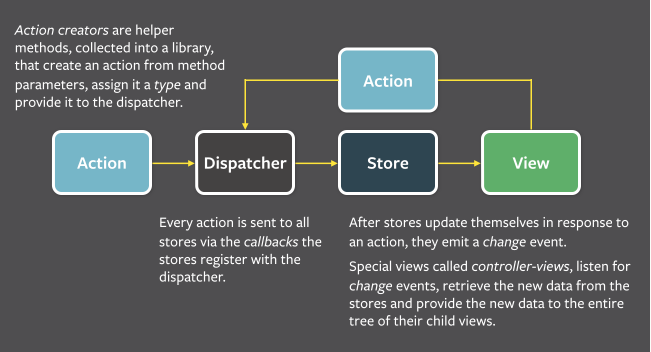 Action creators are helper
methods, collected into a library,
that create an action from method
parameters, assign it a type and
provide it to the dispatcher.
Action
Action
Dispatcher
Store
View
Every action is sent to all
stores via the callbacks the
stores register with the
dispatcher.
After stores update themselves in response to
an action, they emit a change event.
Special views called controller-views, listen for
change events, retrieve the new data from the
stores and provide the new data to the entire
tree of their child views.